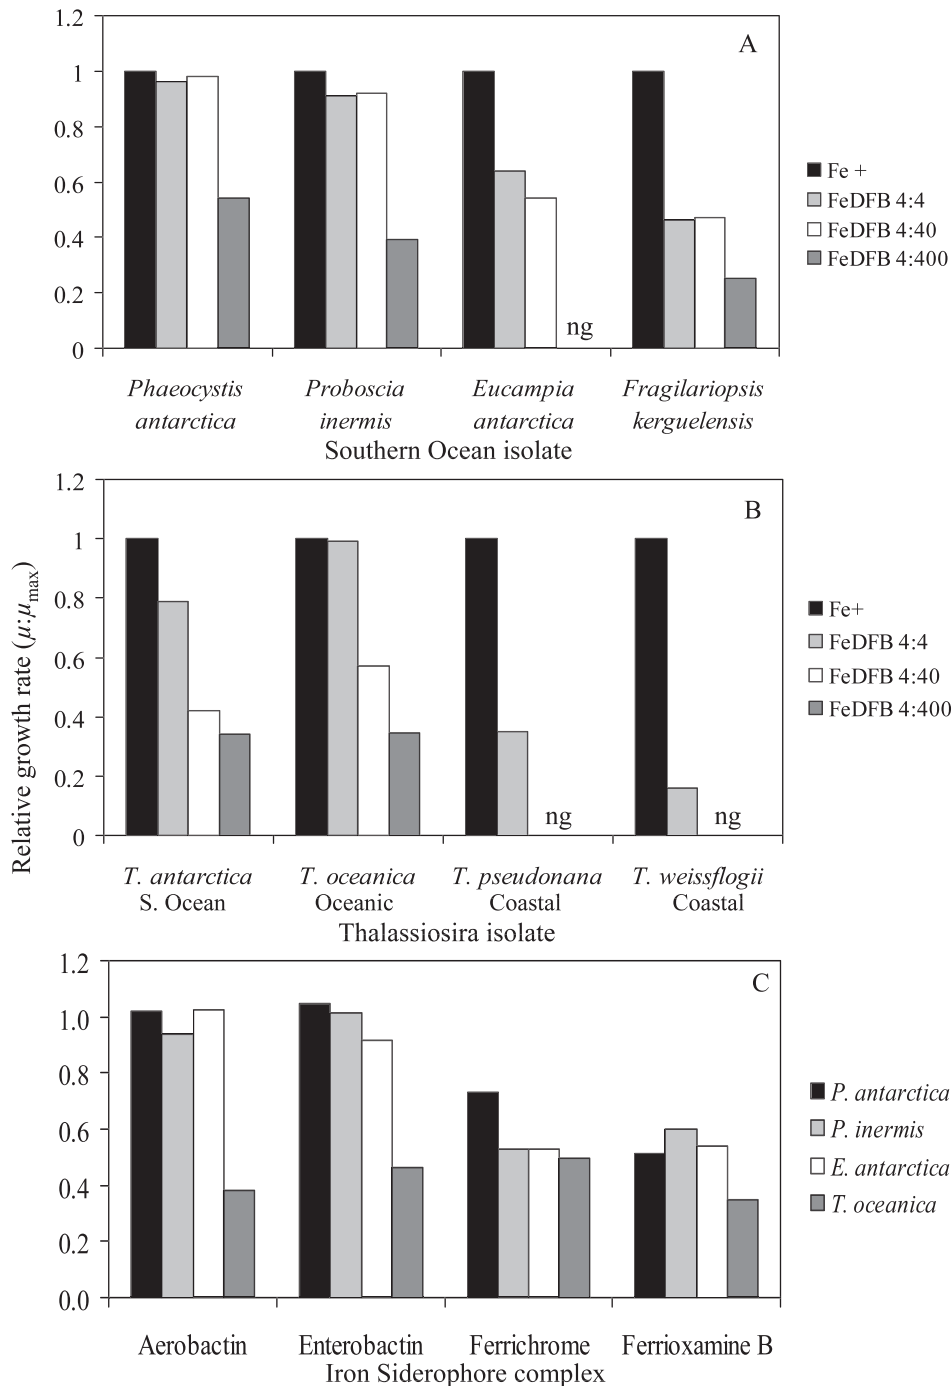 1.2
A
1
0.8
0.6
0.4
0.2
0
ng
Fe +
FeDFB 4:4
FeDFB 4:40
FeDFB 4:400
Phaeocystis antarctica
Proboscia inermis
Eucampia antarctica
Fragilariopsis kerguelensis
Southern Ocean isolate
Relative growth rate (μ:μmax)
1.2
B
1
0.8
0.6
0.4
0.2
0
ng
ng
Fe+
FeDFB 4:4
FeDFB 4:40
FeDFB 4:400
T. antarctica
S. Ocean
T. oceanica
Oceanic
T. pseudonana
Coastal
T. weissflogii
Coastal
Thalassiosira isolate
1.2
C
1.0
0.8
0.6
0.4
0.2
0.0
P. antarctica
P. inermis
E. antarctica
T. oceanica
Aerobactin
Enterobactin
Ferrichrome
Ferrioxamine B
Iron Siderophore complex